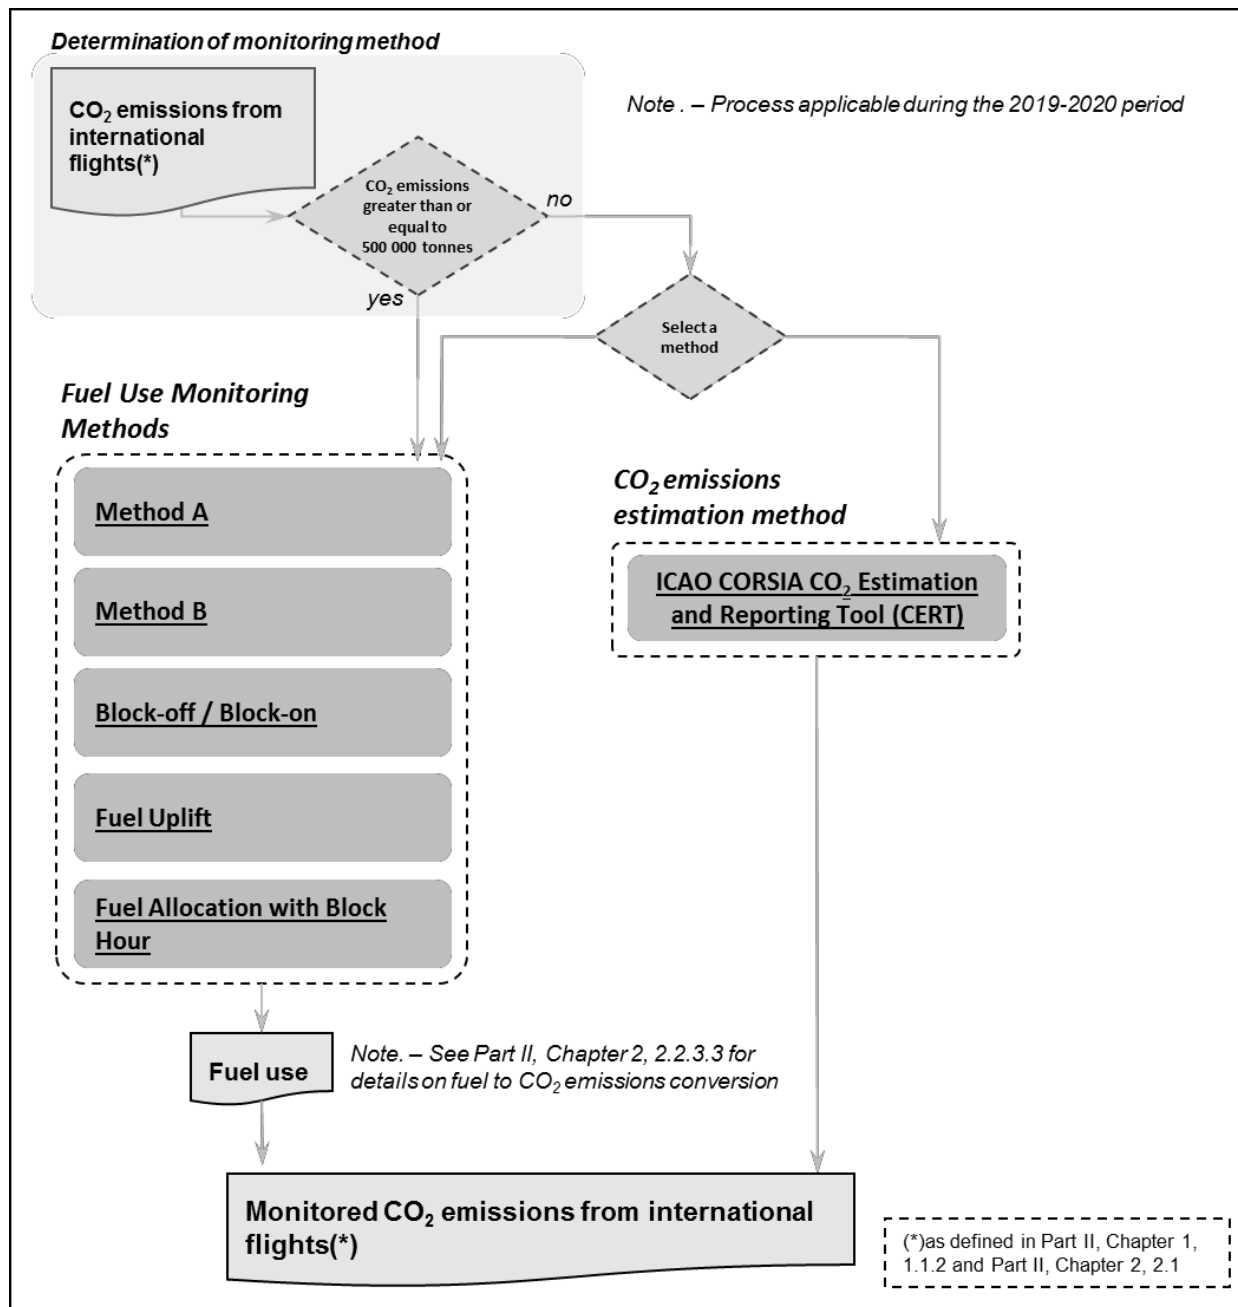 Determination of monitoring method
CO₂ emissions from
international
flights(*)
Note . – Process applicable during the 2019-2020 period
CO₂ emissions
greater than or
equal to
500 000 tonnes
no
yes
Select a
method
Fuel Use Monitoring
Methods
Method A
Method B
Block-off / Block-on
Fuel Uplift
Fuel Allocation with Block
Hour
CO₂ emissions
estimation method
ICAO CORSIA CO₂ Estimation
and Reporting Tool (CERT)
Fuel use
Note. – See Part II, Chapter 2, 2.2.3.3 for
details on fuel to CO₂ emissions conversion
Monitored CO₂ emissions from international
flights(*)
(*)as defined in Part II, Chapter 1,
1.1.2 and Part II, Chapter 2, 2.1